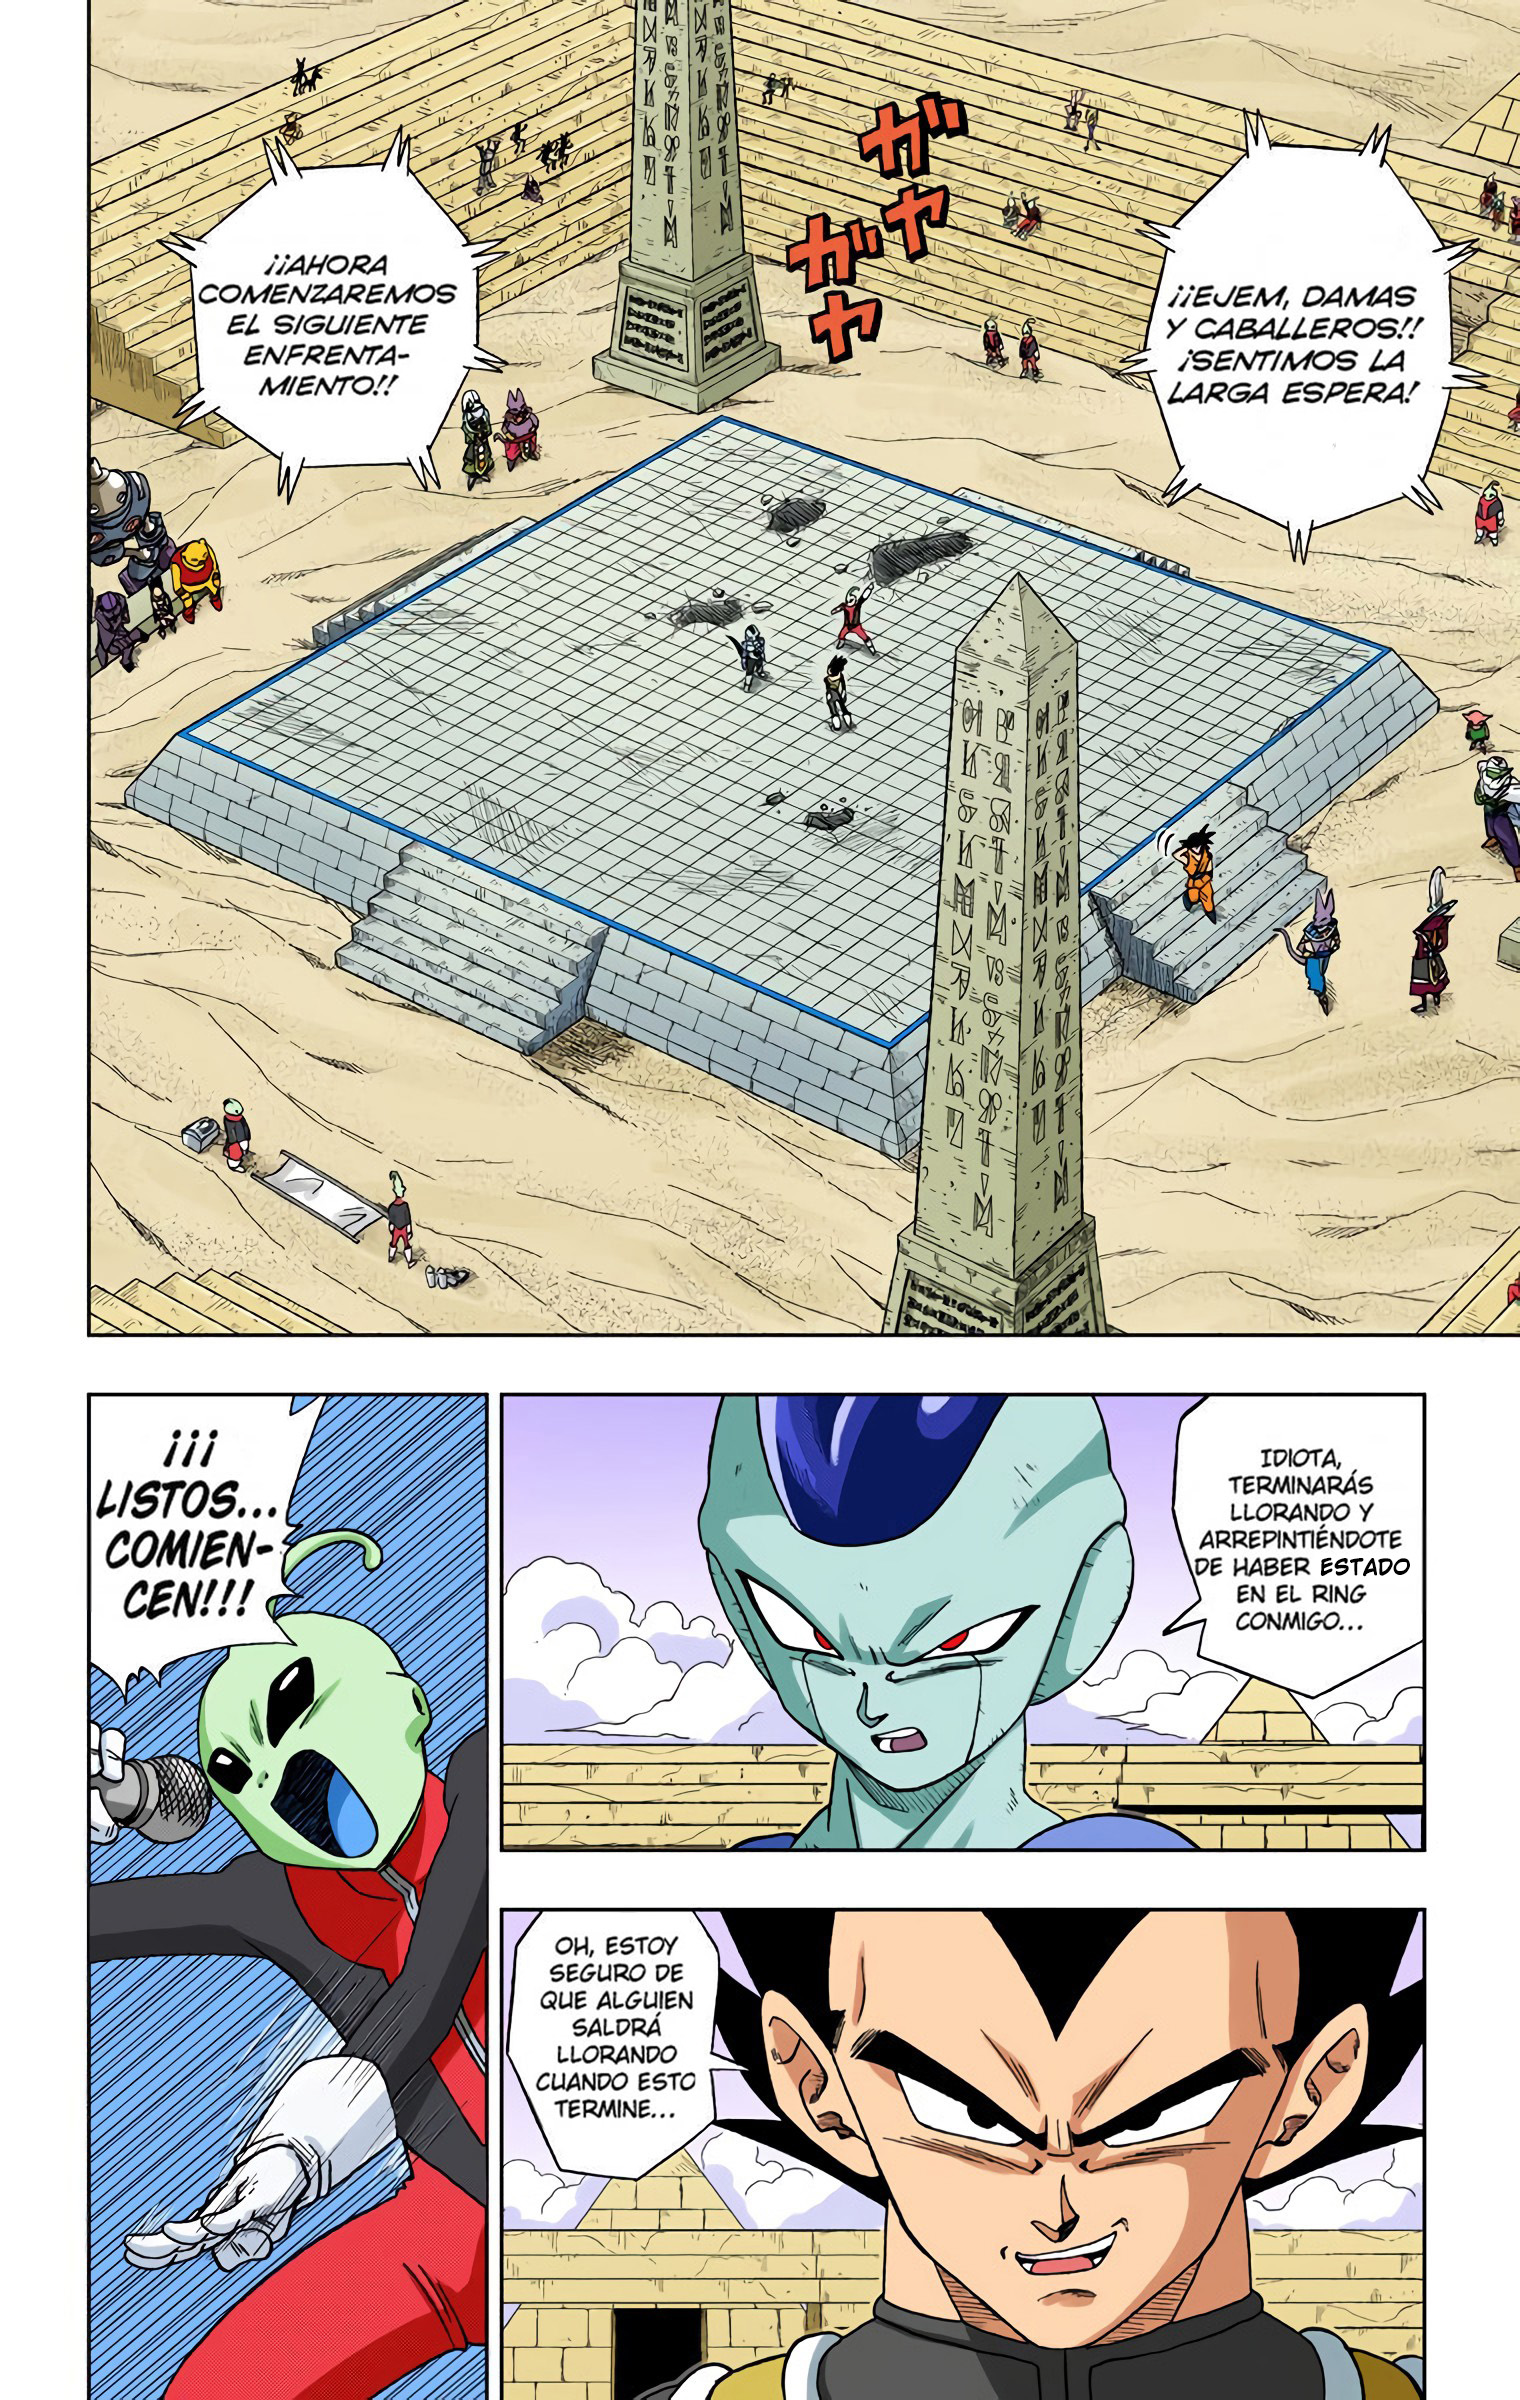 ¡¡EJEM, DAMAS
Y CABALLEROS!!
¡SENTIMOS LA
LARGA ESPERA!
ガヤ
ガヤ
¡¡AHORA
COMENZAREMOS
EL SIGUIENTE
ENFRENTA-
MIENTO!!
IDIOTA,
TERMINARÁS
LLORANDO Y
ARREPINTIÉNDOTE
DE HABER ESTADO
EN EL RING
CONMIGO...
OH, ESTOY
SEGURO DE
QUE ALGUIEN
SALDRÁ
LLORANDO
CUANDO ESTO
TERMINE...
¡¡¡
LISTOS...
COMIEN-
CEN!!!